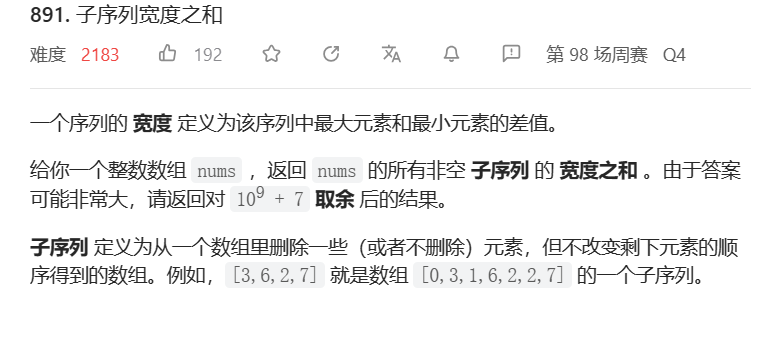 891. 子序列宽度之和
难度 2183 192 第 98 场周赛 Q4
一个序列的 宽度 定义为该序列中最大元素和最小元素的差值。
给你一个整数数组 nums ，返回 nums 的所有非空 子序列 的 宽度之和 。由于答案
可能非常大，请返回对 10^9 + 7 取余 后的结果。
子序列 定义为从一个数组里删除一些（或者不删除）元素，但不改变剩下元素的顺
序得到的数组。例如，[3,6,2,7] 就是数组 [0,3,1,6,2,2,7] 的一个子序列。